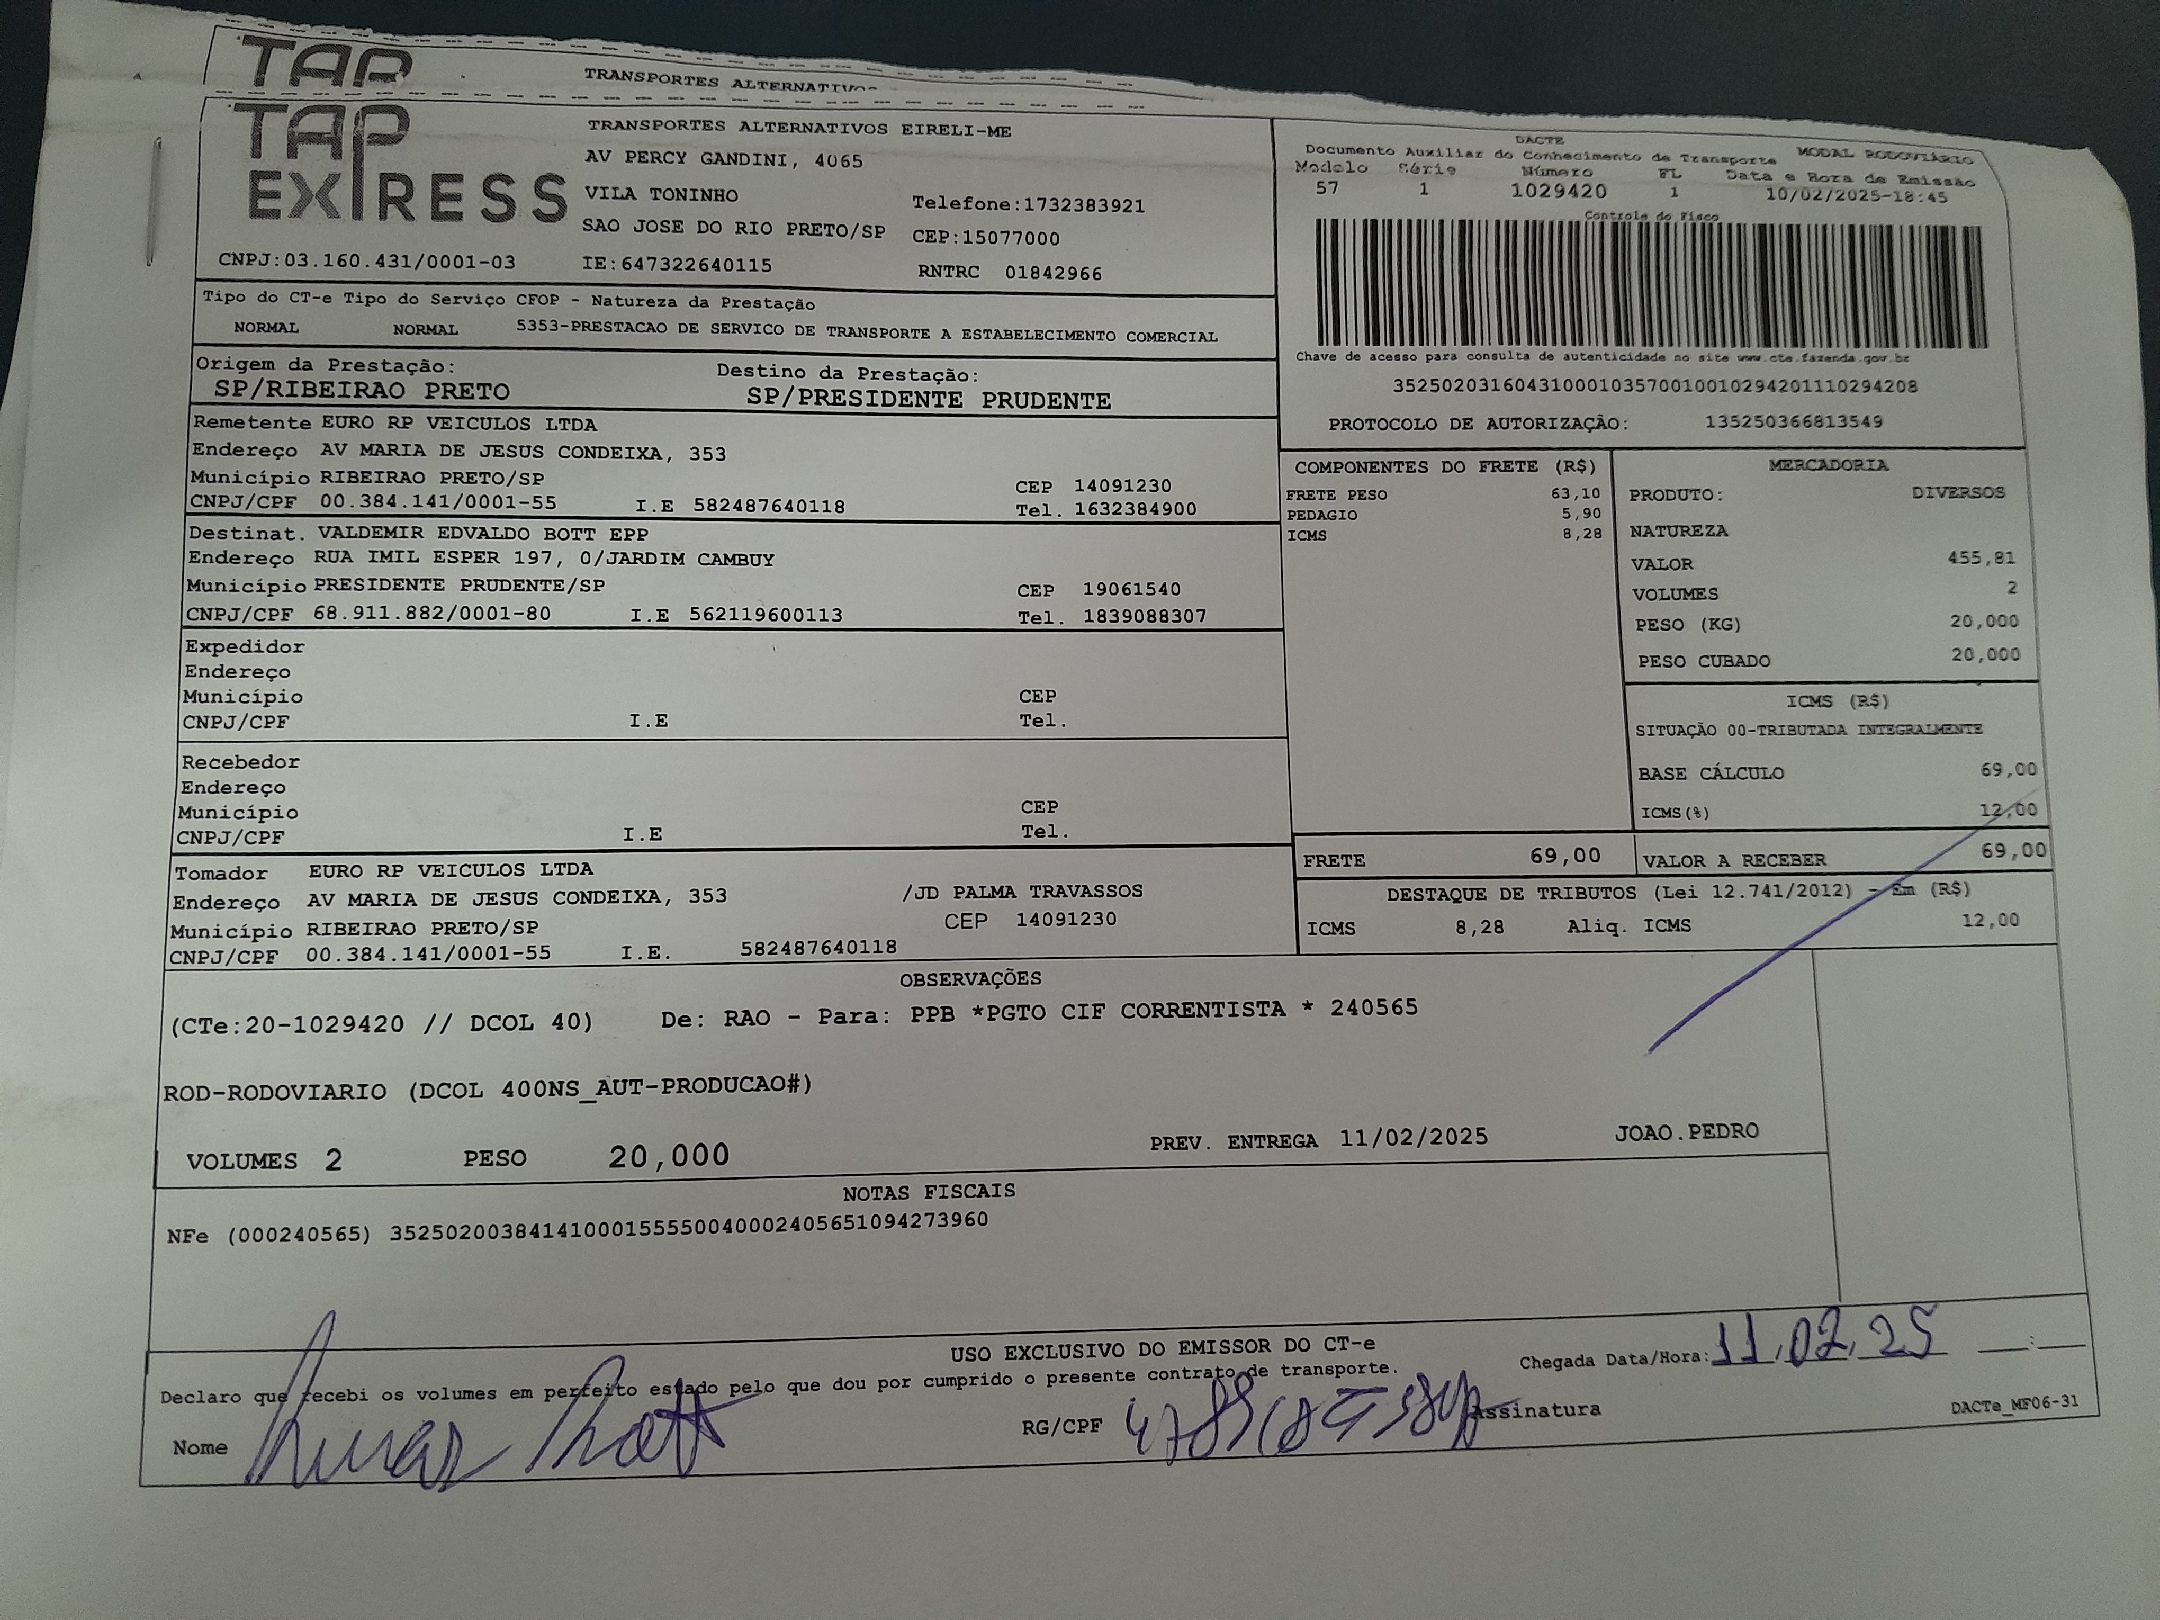 TAP
TRANSPORTES ALTERNATIVOS
TAP
EXPRESS
TRANSPORTES ALTERNATIVOS EIRELI-ME
AV PERCY GANDINI, 4065
VILA TONINHO
Telefone:1732383921
SAO JOSE DO RIO PRETO/SP CEP:15077000
CNPJ:03.160.431/0001-03 IE:647322640115 RNTRC 01842966
DACTE
Documento Auxiliar do Conhecimento de Transporte MODAL RODOVIÁRIO
Modelo Série Número FL Data e Hora de Emissão
57 1 1029420 1 10/02/2025-18:45
Controle do Fisco
Chave de acesso para consulta de autenticidade no site www.cte.fazenda.gov.br
35250203160431000103570010010294201110294208
PROTOCOLO DE AUTORIZAÇÃO: 135250366813549
Tipo do CT-e Tipo do Serviço CFOP - Natureza da Prestação
NORMAL NORMAL 5353-PRESTACAO DE SERVICO DE TRANSPORTE A ESTABELECIMENTO COMERCIAL
Origem da Prestação: Destino da Prestação:
SP/RIBEIRAO PRETO SP/PRESIDENTE PRUDENTE
Remetente EURO RP VEICULOS LTDA
Endereço AV MARIA DE JESUS CONDEIXA, 353
Município RIBEIRAO PRETO/SP CEP 14091230
CNPJ/CPF 00.384.141/0001-55 I.E 582487640118 Tel. 1632384900
Destinat. VALDEMIR EDVALDO BOTT EPP
Endereço RUA IMIL ESPER 197, 0/JARDIM CAMBUY
Município PRESIDENTE PRUDENTE/SP CEP 19061540
CNPJ/CPF 68.911.882/0001-80 I.E 562119600113 Tel. 1839088307
Expedidor
Endereço
Município CEP
CNPJ/CPF I.E Tel.
Recebedor
Endereço
Município CEP
CNPJ/CPF I.E Tel.
Tomador EURO RP VEICULOS LTDA
Endereço AV MARIA DE JESUS CONDEIXA, 353 /JD PALMA TRAVASSOS
Município RIBEIRAO PRETO/SP CEP 14091230
CNPJ/CPF 00.384.141/0001-55 I.E. 582487640118
COMPONENTES DO FRETE (R$)
FRETE PESO 63,10
PEDAGIO 5,90
ICMS 8,28
MERCADORIA
PRODUTO: DIVERSOS
NATUREZA
VALOR 455,81
VOLUMES 2
PESO (KG) 20,000
PESO CUBADO 20,000
ICMS (R$)
SITUAÇÃO 00-TRIBUTADA INTEGRALMENTE
BASE CÁLCULO 69,00
ICMS(%) 12,00
FRETE 69,00 VALOR A RECEBER 69,00
DESTAQUE DE TRIBUTOS (Lei 12.741/2012) - Em (R$)
ICMS 8,28 Aliq. ICMS 12,00
OBSERVAÇÕES
(CTe:20-1029420 // DCOL 40) De: RAO - Para: PPB *PGTO CIF CORRENTISTA * 240565
ROD-RODOVIARIO (DCOL 400NS_AUT-PRODUCAO#)
VOLUMES 2 PESO 20,000 PREV. ENTREGA 11/02/2025 JOAO.PEDRO
NOTAS FISCAIS
NFe (000240565) 35250200384141000155550040002405651094273960
USO EXCLUSIVO DO EMISSOR DO CT-e
Declaro que recebi os volumes em perfeito estado pelo que dou por cumprido o presente contrato de transporte.
Chegada Data/Hora: 11.02.25 __:__
Nome RG/CPF Assinatura
DACTe_MF06-31